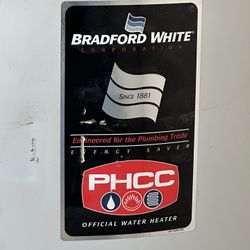 BRADFORD WHITE
CORPORATION
SINCE 1881
Engineered for the Plumbing Trade
ENERGY SAVER
PHCC
OFFICIAL WATER HEATER